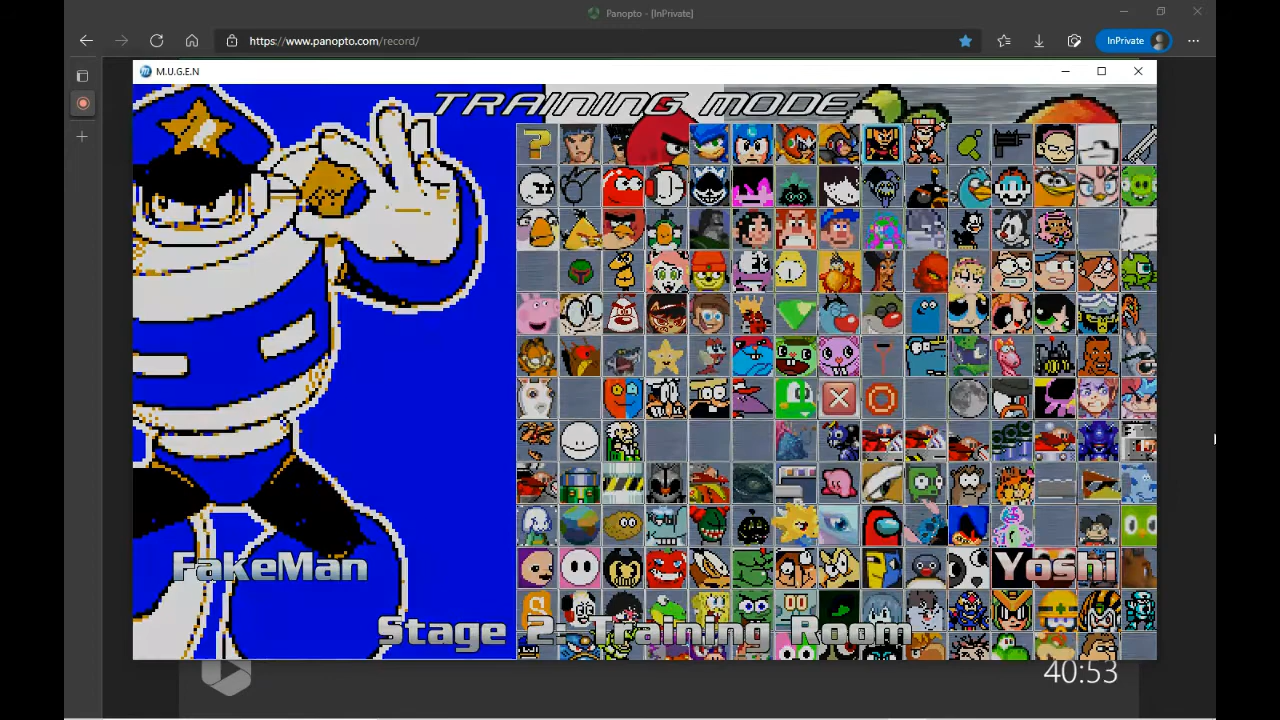 Panopto - [InPrivate]
https://www.panopto.com/record/
InPrivate
M.U.G.E.N
TRAINING MODE
FakeMan
Yoshi
Stage 2: Training Room
40:53